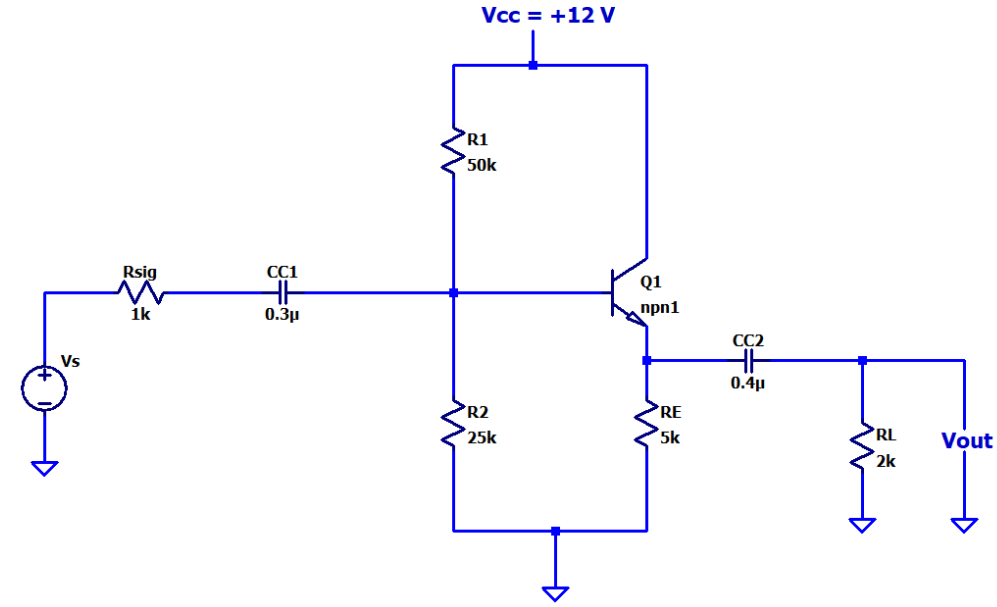 Vcc = +12 V
R1
50k
Rsig
1k
CC1
0.3µ
Q1
npn1
Vs
CC2
0.4µ
R2
25k
RE
5k
RL
2k
Vout